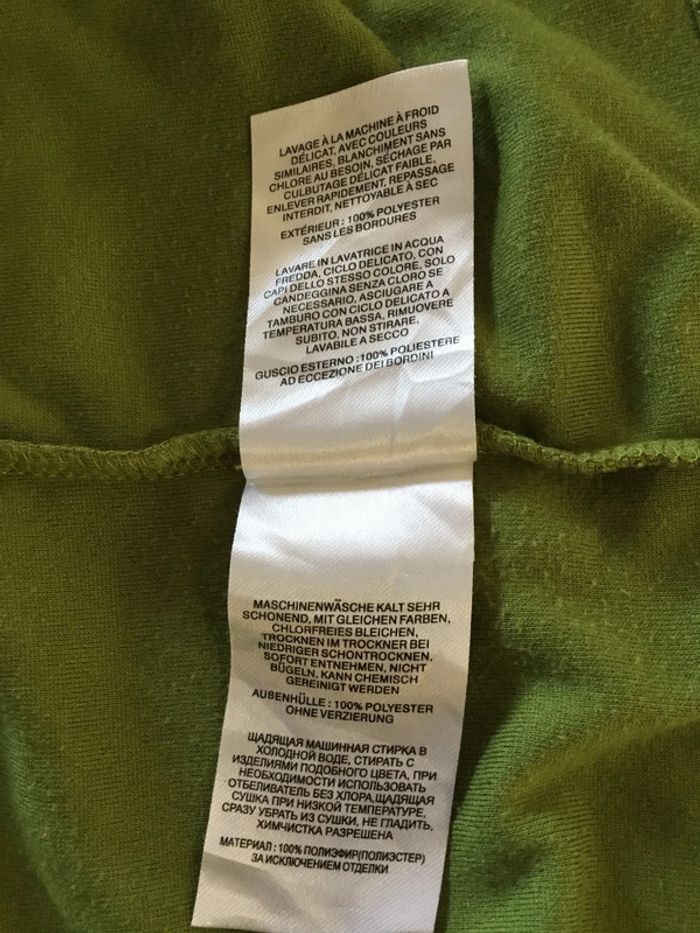 LAVAGE À LA MACHINE À FROID
DÉLICAT, AVEC COULEURS
SIMILAIRES, BLANCHIMENT SANS
CHLORE AU BESOIN, SÉCHAGE PAR
CULBUTAGE DÉLICAT FAIBLE,
ENLEVER RAPIDEMENT, REPASSAGE
INTERDIT, NETTOYABLE À SEC
EXTÉRIEUR : 100% POLYESTER
SANS LES BORDURES
LAVARE IN LAVATRICE IN ACQUA
FREDDA, CICLO DELICATO, CON
CAPI DELLO STESSO COLORE, SOLO
CANDEGGINA SENZA CLORO SE
NECESSARIO, ASCIUGARE A
TAMBURO CON CICLO DELICATO A
TEMPERATURA BASSA, RIMUOVERE
SUBITO, NON STIRARE,
LAVABILE A SECCO
GUSCIO ESTERNO :100% POLIESTERE
AD ECCEZIONE DEI BORDINI
MASCHINENWÄSCHE KALT SEHR
SCHONEND, MIT GLEICHEN FARBEN,
CHLORFREIES BLEICHEN,
TROCKNEN IM TROCKNER BEI
NIEDRIGER SCHONTROCKNEN,
SOFORT ENTNEHMEN, NICHT
BÜGELN, KANN CHEMISCH
GEREINIGT WERDEN
AUßENHÜLLE : 100% POLYESTER
OHNE VERZIERUNG
ЩАДЯЩАЯ МАШИННАЯ СТИРКА В
ХОЛОДНОЙ ВОДЕ, СТИРАТЬ С
ИЗДЕЛИЯМИ ПОДОБНОГО ЦВЕТА, ПРИ
НЕОБХОДИМОСТИ ИСПОЛЬЗОВАТЬ
ОТБЕЛИВАТЕЛЬ БЕЗ ХЛОРА,ЩАДЯЩАЯ
СУШКА ПРИ НИЗКОЙ ТЕМПЕРАТУРЕ,
СРАЗУ УБРАТЬ ИЗ СУШКИ, НЕ ГЛАДИТЬ,
ХИМЧИСТКА РАЗРЕШЕНА
МАТЕРИАЛ : 100% ПОЛИЭФИР(ПОЛИЭСТЕР)
ЗА ИСКЛЮЧЕНИЕМ ОТДЕЛКИ